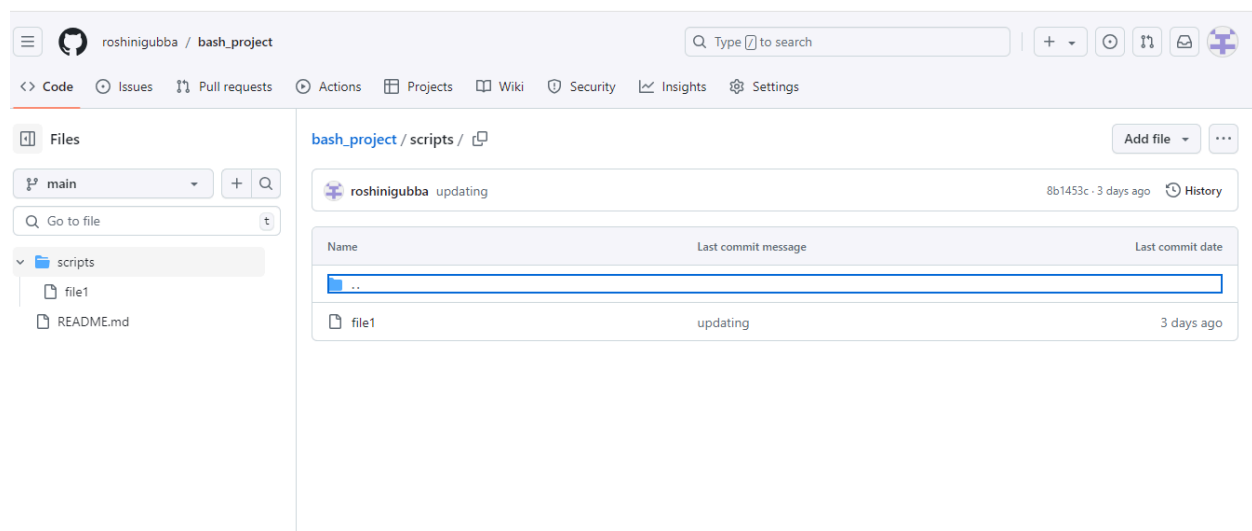 roshinigubba / bash_project
Type / to search
Code Issues Pull requests Actions Projects Wiki Security Insights Settings
Files
main
Go to file t
scripts
file1
README.md
bash_project / scripts /
Add file
roshinigubba updating 8b1453c · 3 days ago History
Name Last commit message Last commit date
..
file1 updating 3 days ago